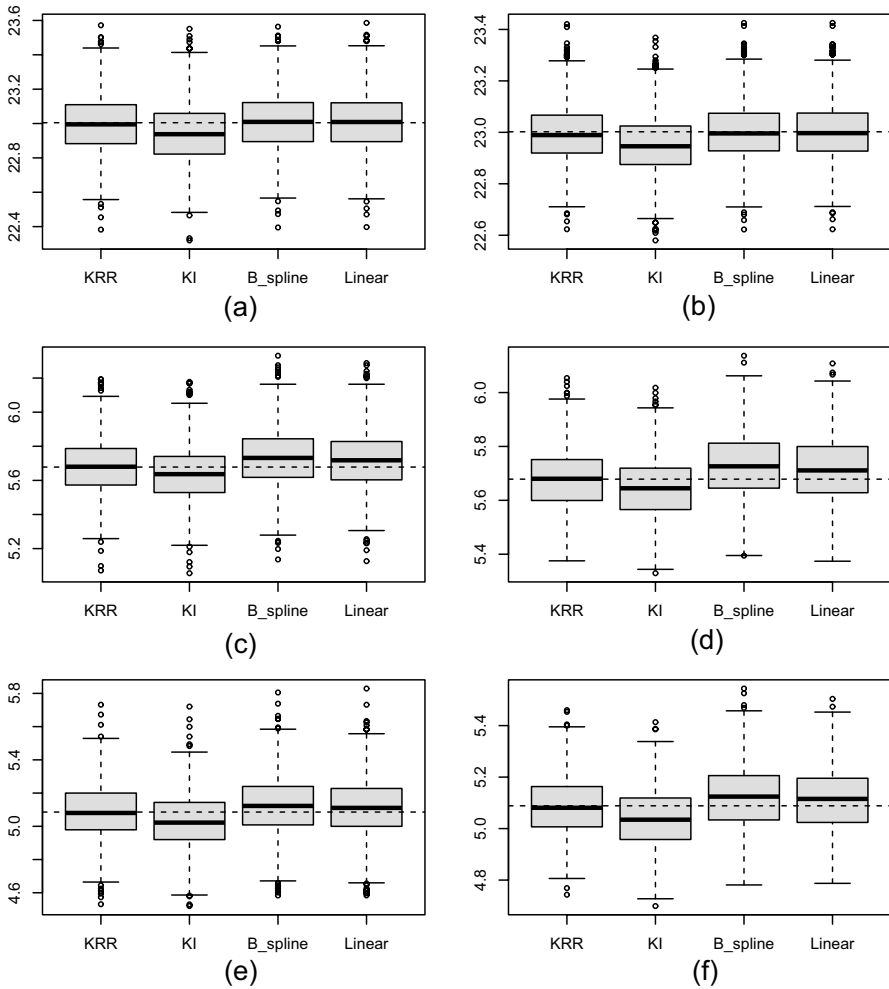 23.6
23.2
22.8
22.4
KRR KI B_spline Linear
(a)
23.4
23.2
23.0
22.8
22.6
KRR KI B_spline Linear
(b)
6.0
5.6
5.2
KRR KI B_spline Linear
(c)
6.0
5.8
5.6
5.4
KRR KI B_spline Linear
(d)
5.8
5.4
5.0
4.6
KRR KI B_spline Linear
(e)
5.4
5.2
5.0
4.8
KRR KI B_spline Linear
(f)